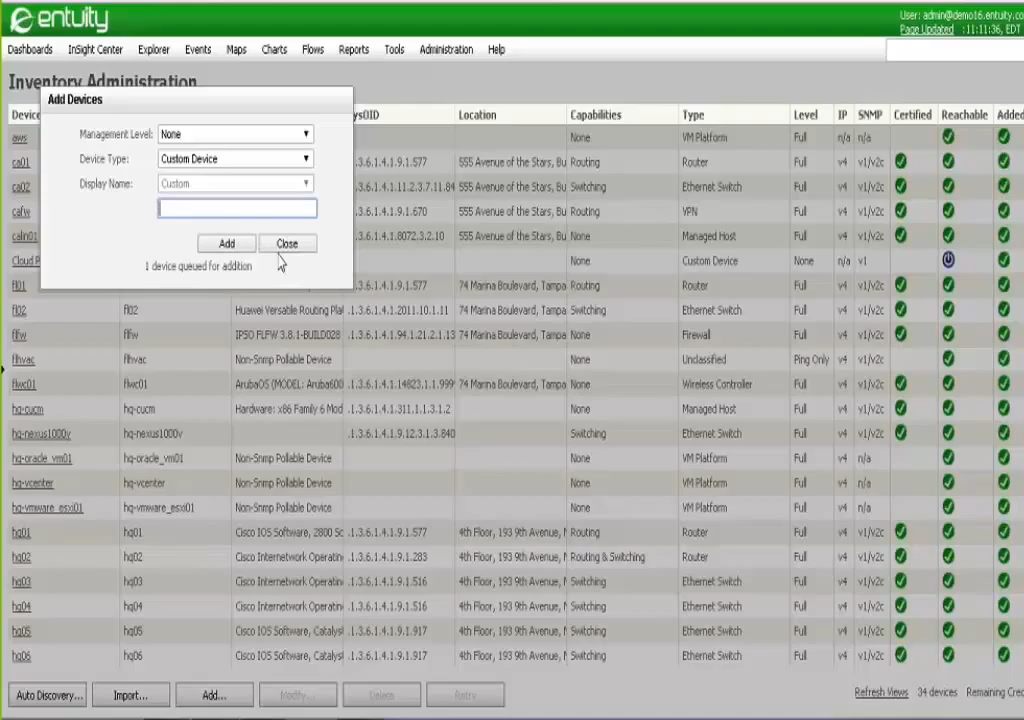 entuity
User: admin@demo16.entuity.co
Page Updated :11:11:36, EDT
Dashboards InSight Center Explorer Events Maps Charts Flows Reports Tools Administration Help
Inventory Administration
Add Devices
Management Level: None
Device Type: Custom Device
Display Name: Custom
Add Close
1 device queued for addition
Device ysOID Location Capabilities Type Level IP SNMP Certified Reachable Added
aws None VM Platform Full n/a n/a
ca01 .1.3.6.1.4.1.9.1.577 555 Avenue of the Stars, Bu Routing Router Full v4 v1/v2c
ca02 .1.3.6.1.4.1.11.2.3.7.11.84 555 Avenue of the Stars, Bu Switching Ethernet Switch Full v4 v1/v2c
cafw .1.3.6.1.4.1.9.1.670 555 Avenue of the Stars, Bu Routing VPN Full v4 v1/v2c
caln01 .1.3.6.1.4.1.8072.3.2.10 555 Avenue of the Stars, Bu None Managed Host Full v4 v1/v2c
Cloud P None Custom Device None n/a v1
fl01 .1.3.6.1.4.1.9.1.577 74 Marina Boulevard, Tampa Routing Router Full v4 v1/v2c
fl02 fl02 Huawei Versatile Routing Plat .1.3.6.1.4.1.2011.10.1.11 74 Marina Boulevard, Tampa Switching Ethernet Switch Full v4 v1/v2c
flfw flfw IPSO FLFW 3.8.1-BUILD028 .1.3.6.1.4.1.94.1.21.2.1.13 74 Marina Boulevard, Tampa None Firewall Full v4 v1/v2c
flhvac flhvac Non-Snmp Pollable Device None Unclassified Ping Only v4 v1/v2c
flwc01 flwc01 ArubaOS (MODEL: Aruba600 .1.3.6.1.4.1.14823.1.1.999 74 Marina Boulevard, Tampa None Wireless Controller Full v4 v1/v2c
hq-cucm hq-cucm Hardware: x86 Family 6 Mod .1.3.6.1.4.1.311.1.1.3.1.2 None Managed Host Full v4 v1/v2c
hq-nexus1000v hq-nexus1000v .1.3.6.1.4.1.9.12.3.1.3.840 Switching Ethernet Switch Full v4 v1/v2c
hq-oracle_vm01 hq-oracle_vm01 Non-Snmp Pollable Device None VM Platform Full v4 n/a
hq-vcenter hq-vcenter Non-Snmp Pollable Device None VM Platform Full v4 n/a
hq-vmware_esxi01 hq-vmware_esxi01 Non-Snmp Pollable Device None VM Platform Full v4 n/a
hq01 hq01 Cisco IOS Software, 2800 Sc .1.3.6.1.4.1.9.1.577 4th Floor, 193 9th Avenue, N Routing Router Full v4 v1/v2c
hq02 hq02 Cisco Internetwork Operatin .1.3.6.1.4.1.9.1.283 4th Floor, 193 9th Avenue, N Routing & Switching Router Full v4 v1/v2c
hq03 hq03 Cisco Internetwork Operatin .1.3.6.1.4.1.9.1.516 4th Floor, 193 9th Avenue, N Switching Ethernet Switch Full v4 v1/v2c
hq04 hq04 Cisco Internetwork Operatin .1.3.6.1.4.1.9.1.516 4th Floor, 193 9th Avenue, N Switching Ethernet Switch Full v4 v1/v2c
hq05 hq05 Cisco IOS Software, Catalys .1.3.6.1.4.1.9.1.917 4th Floor, 193 9th Avenue, N Switching Ethernet Switch Full v4 v1/v2c
hq06 hq06 Cisco IOS Software, Catalys .1.3.6.1.4.1.9.1.917 4th Floor, 193 9th Avenue, N Switching Ethernet Switch Full v4 v1/v2c
Auto Discovery... Import... Add... Modify... Delete Retry Refresh Views 34 devices Remaining Cred